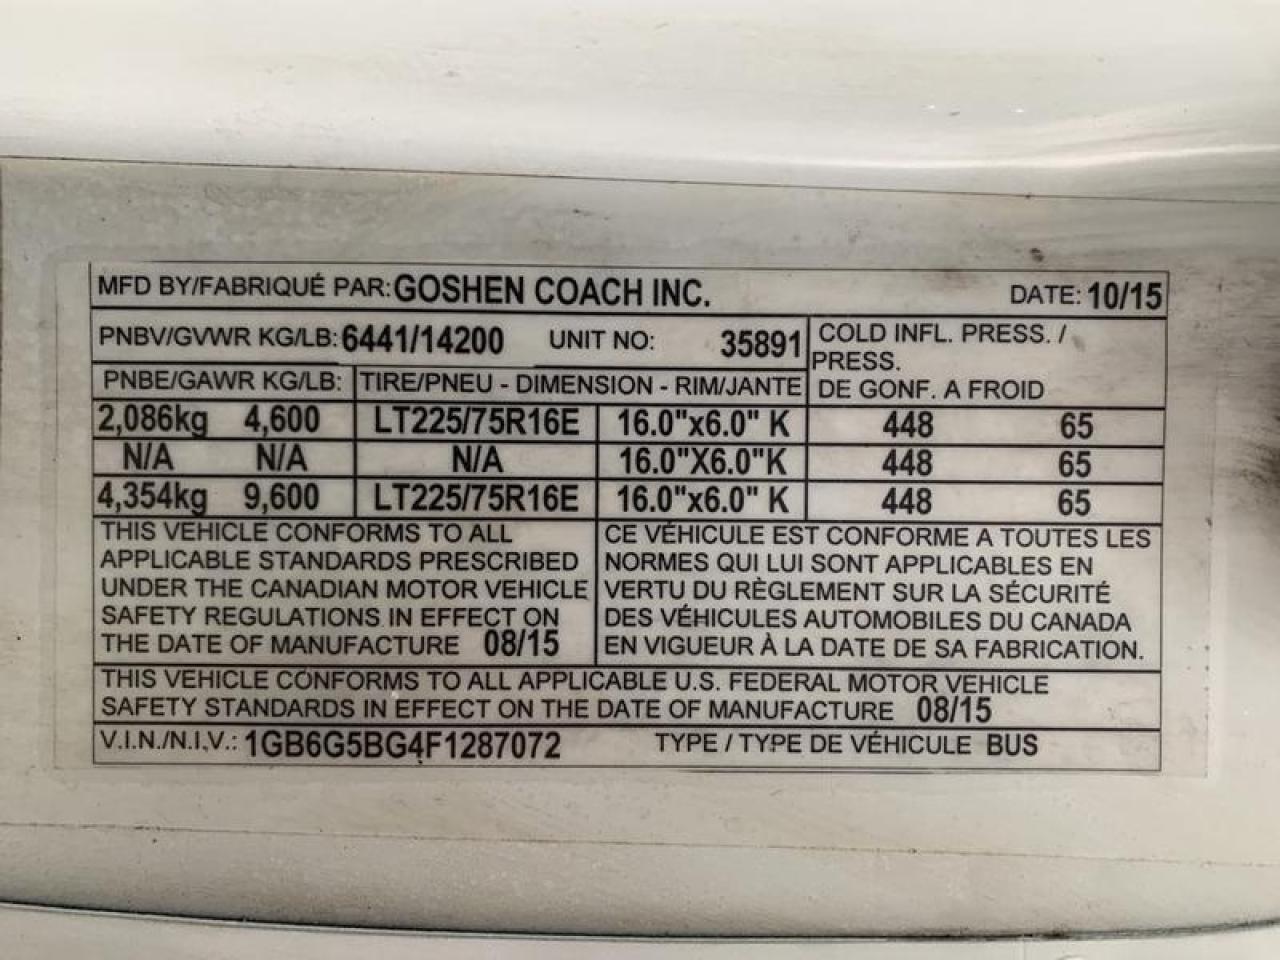 MFD BY/FABRIQUÉ PAR: GOSHEN COACH INC. DATE: 10/15
PNBV/GVWR KG/LB: 6441/14200 UNIT NO: 35891
COLD INFL. PRESS. /
PRESS.
DE GONF. A FROID
PNBE/GAWR KG/LB: TIRE/PNEU - DIMENSION - RIM/JANTE
2,086kg 4,600 LT225/75R16E 16.0"x6.0" K 448 65
N/A N/A N/A 16.0"X6.0"K 448 65
4,354kg 9,600 LT225/75R16E 16.0"x6.0" K 448 65
THIS VEHICLE CONFORMS TO ALL
APPLICABLE STANDARDS PRESCRIBED
UNDER THE CANADIAN MOTOR VEHICLE
SAFETY REGULATIONS IN EFFECT ON
THE DATE OF MANUFACTURE 08/15
CE VÉHICULE EST CONFORME A TOUTES LES
NORMES QUI LUI SONT APPLICABLES EN
VERTU DU RÈGLEMENT SUR LA SÉCURITÉ
DES VÉHICULES AUTOMOBILES DU CANADA
EN VIGUEUR À LA DATE DE SA FABRICATION.
THIS VEHICLE CONFORMS TO ALL APPLICABLE U.S. FEDERAL MOTOR VEHICLE
SAFETY STANDARDS IN EFFECT ON THE DATE OF MANUFACTURE 08/15
V.I.N./N.I.V.: 1GB6G5BG4F1287072 TYPE / TYPE DE VÉHICULE BUS